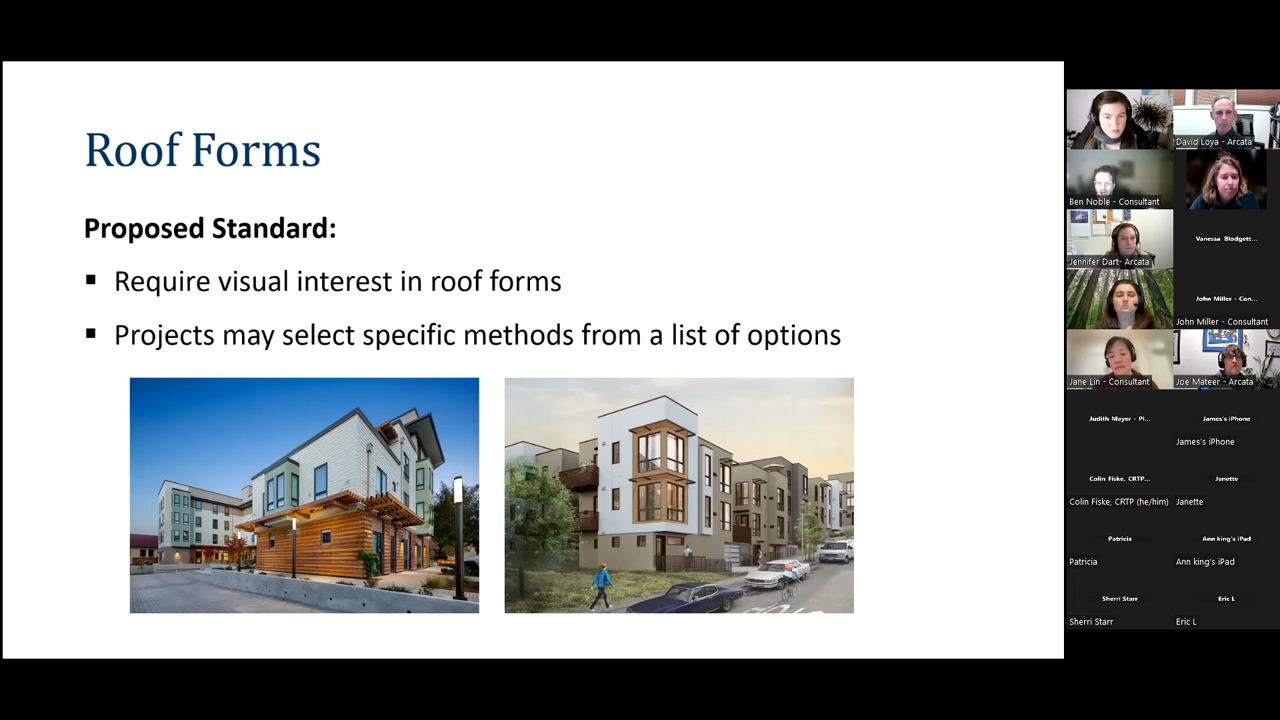 Roof Forms
Proposed Standard:
▪ Require visual interest in roof forms
▪ Projects may select specific methods from a list of options
David Loya - Arcata
Ben Noble - Consultant
Vanessa Blodgett...
Jennifer Dart- Arcata
John Miller - Con...
John Miller - Consultant
Jane Lin - Consultant
Joe Mateer - Arcata
Judith Mayer - Pl...
James's iPhone
James's iPhone
Colin Fiske, CRTP...
Janette
Colin Fiske, CRTP (he/him)
Janette
Patricia
Ann king's iPad
Patricia
Ann king's iPad
Sherri Starr
Eric L
Sherri Starr
Eric L